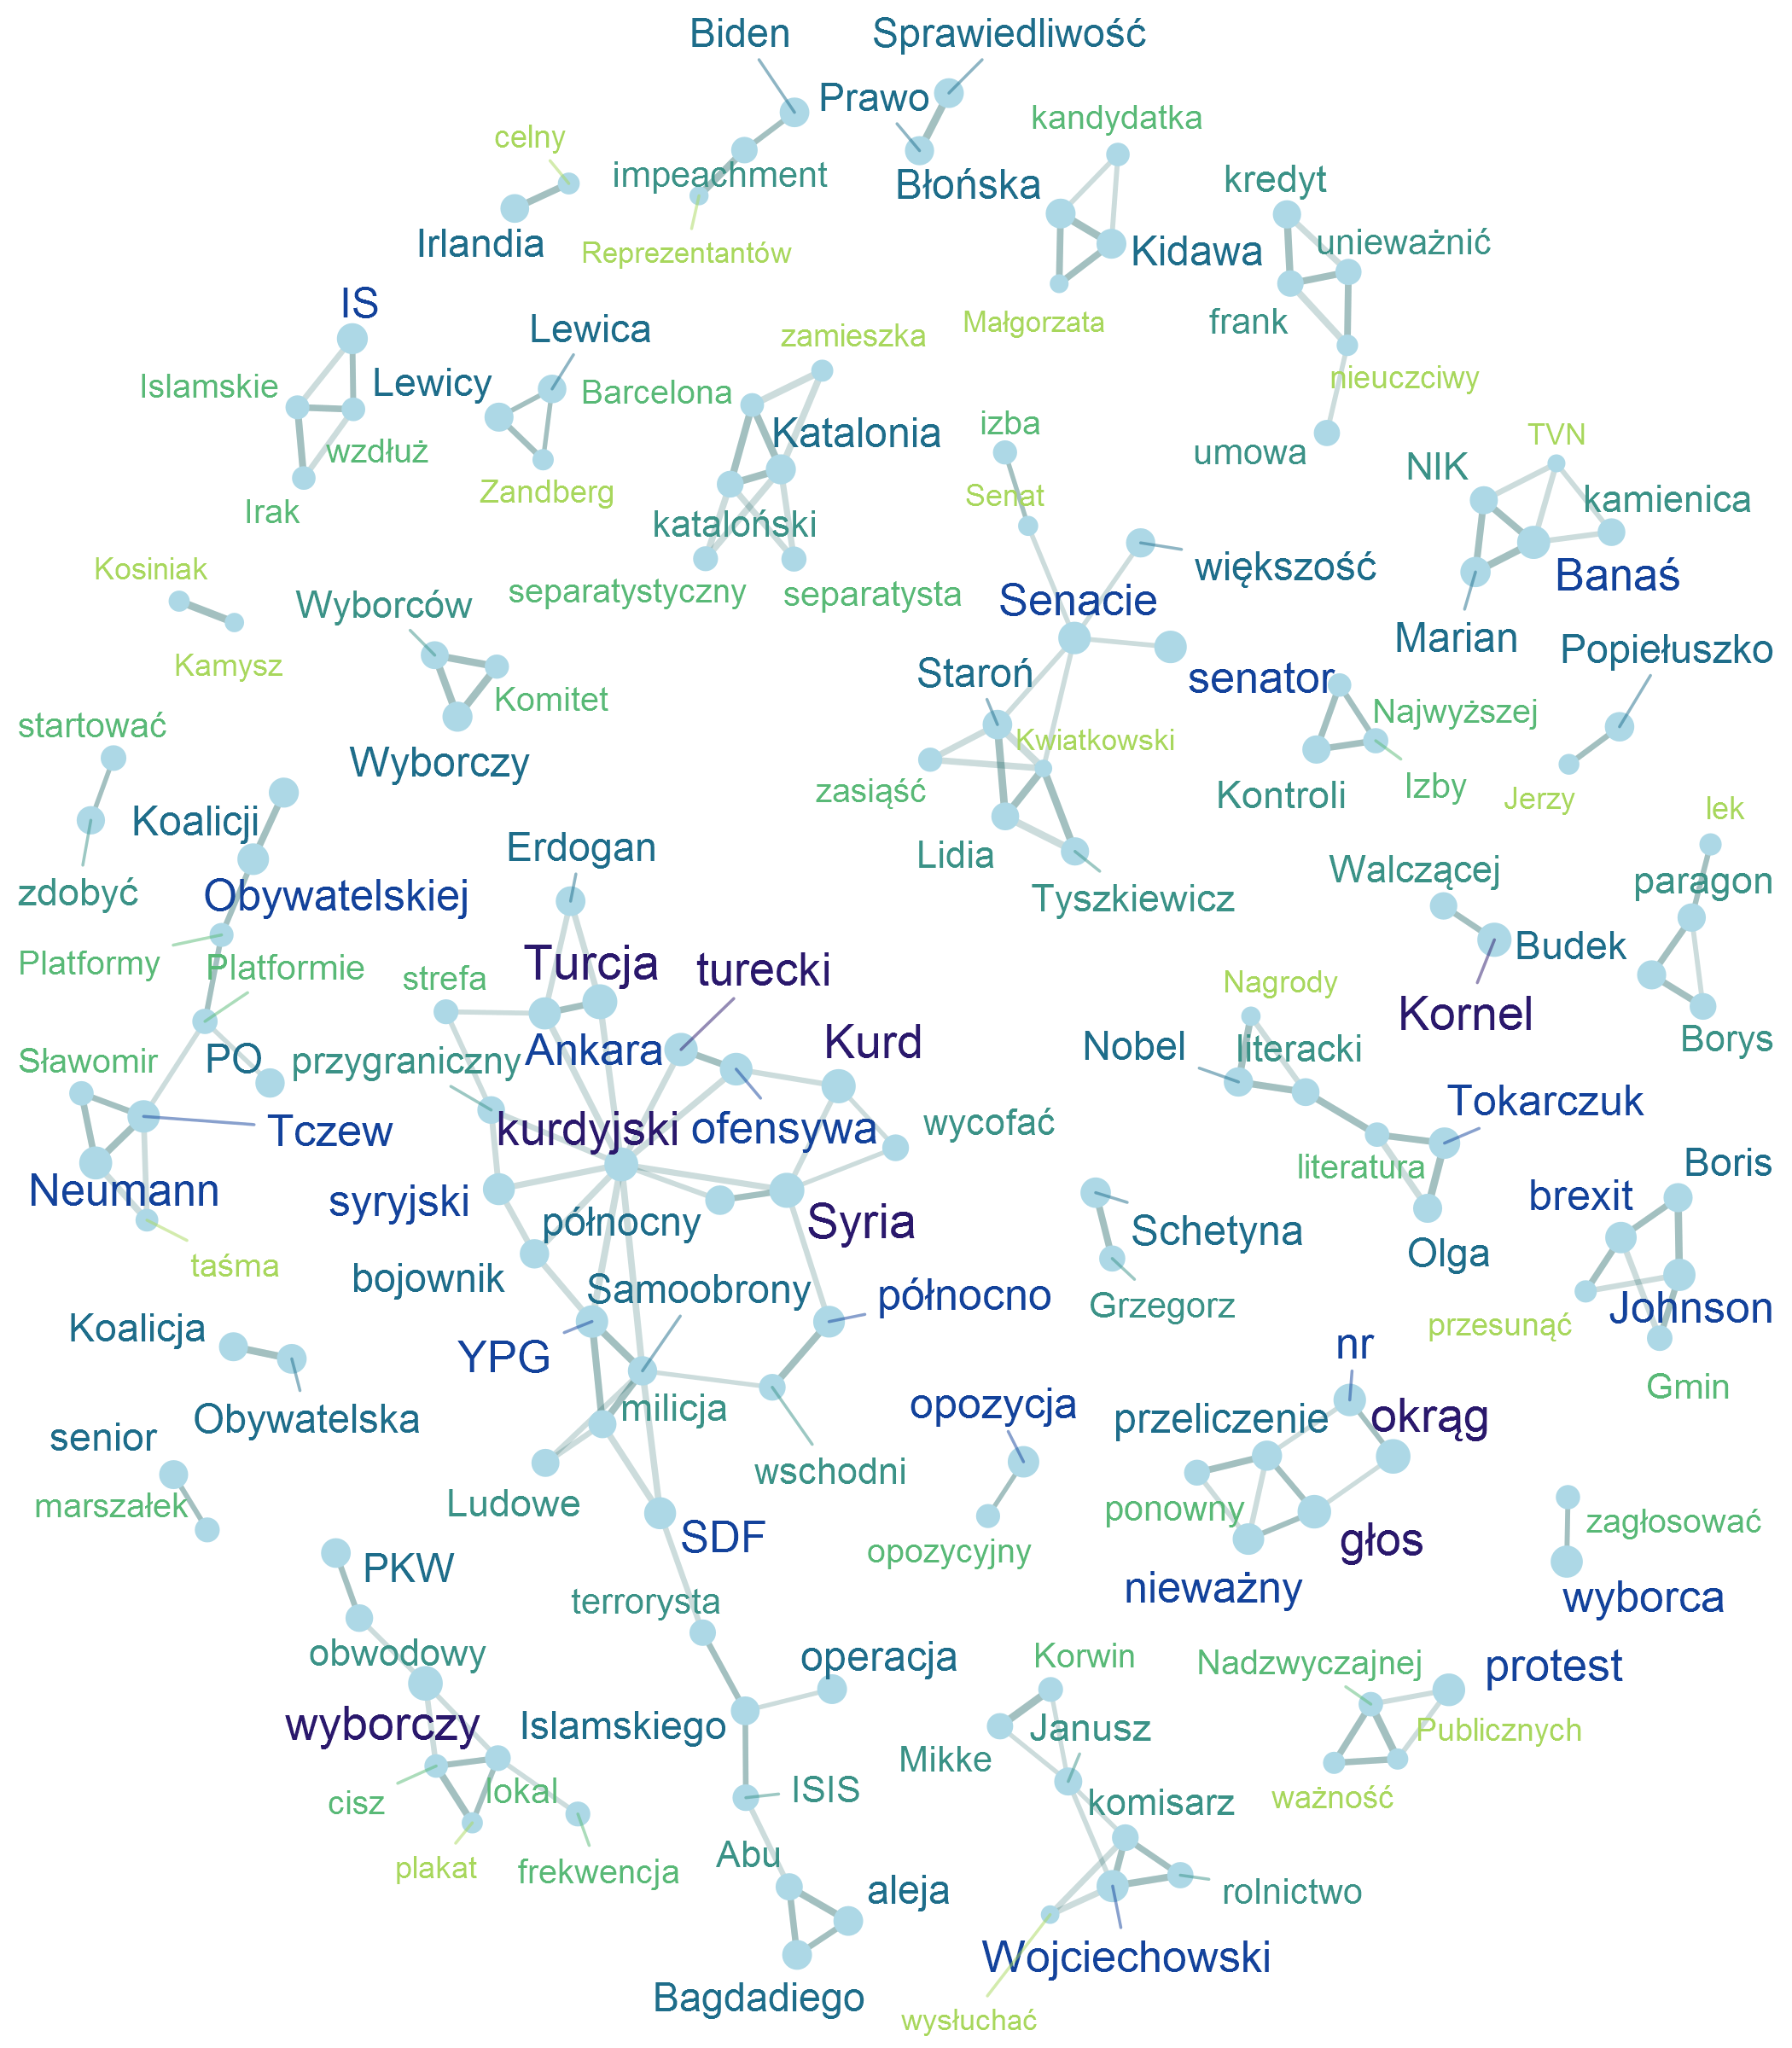 Biden
Sprawiedliwość
Prawo
celny
kandydatka
impeachment
Błońska
kredyt
Irlandia
Reprezentantów
Kidawa
unieważnić
IS
Lewica
zamieszka
Małgorzata
frank
Islamskie
Lewicy
Barcelona
nieuczciwy
Katalonia
izba
TVN
wzdłuż
umowa
NIK
Irak
Zandberg
Senat
kamienica
kataloński
Kosiniak
większość
Banaś
Wyborców
separatystyczny
separatysta
Senacie
Kamysz
Marian
Popiełuszko
Staroń
senator
Komitet
startować
Najwyższej
Kwiatkowski
Wyborczy
zasiąść
Kontroli
Izby
Jerzy
lek
Koalicji
Erdogan
Lidia
Walczącej
paragon
zdobyć
Obywatelskiej
Tyszkiewicz
Platformy
Platformie
strefa
Turcja
turecki
Budek
Nagrody
Kornel
Sławomir
PO
przygraniczny
Ankara
Kurd
Nobel
literacki
Borys
Tczew
kurdyjski
ofensywa
wycofać
Tokarczuk
Neumann
syryjski
literatura
Boris
północny
Syria
brexit
taśma
bojownik
Samoobrony
Schetyna
Olga
północno
Grzegorz
Koalicja
przesunąć
Johnson
YPG
nr
Gmin
Obywatelska
milicja
opozycja
przeliczenie
okrąg
senior
wschodni
marszałek
Ludowe
ponowny
SDF
opozycyjny
głos
zagłosować
PKW
nieważny
wyborca
terrorysta
obwodowy
operacja
Korwin
Nadzwyczajnej
protest
wyborczy
Islamskiego
Janusz
Publicznych
Mikke
cisz
lokal
ISIS
komisarz
ważność
plakat
frekwencja
Abu
aleja
rolnictwo
Wojciechowski
Bagdadiego
wysłuchać